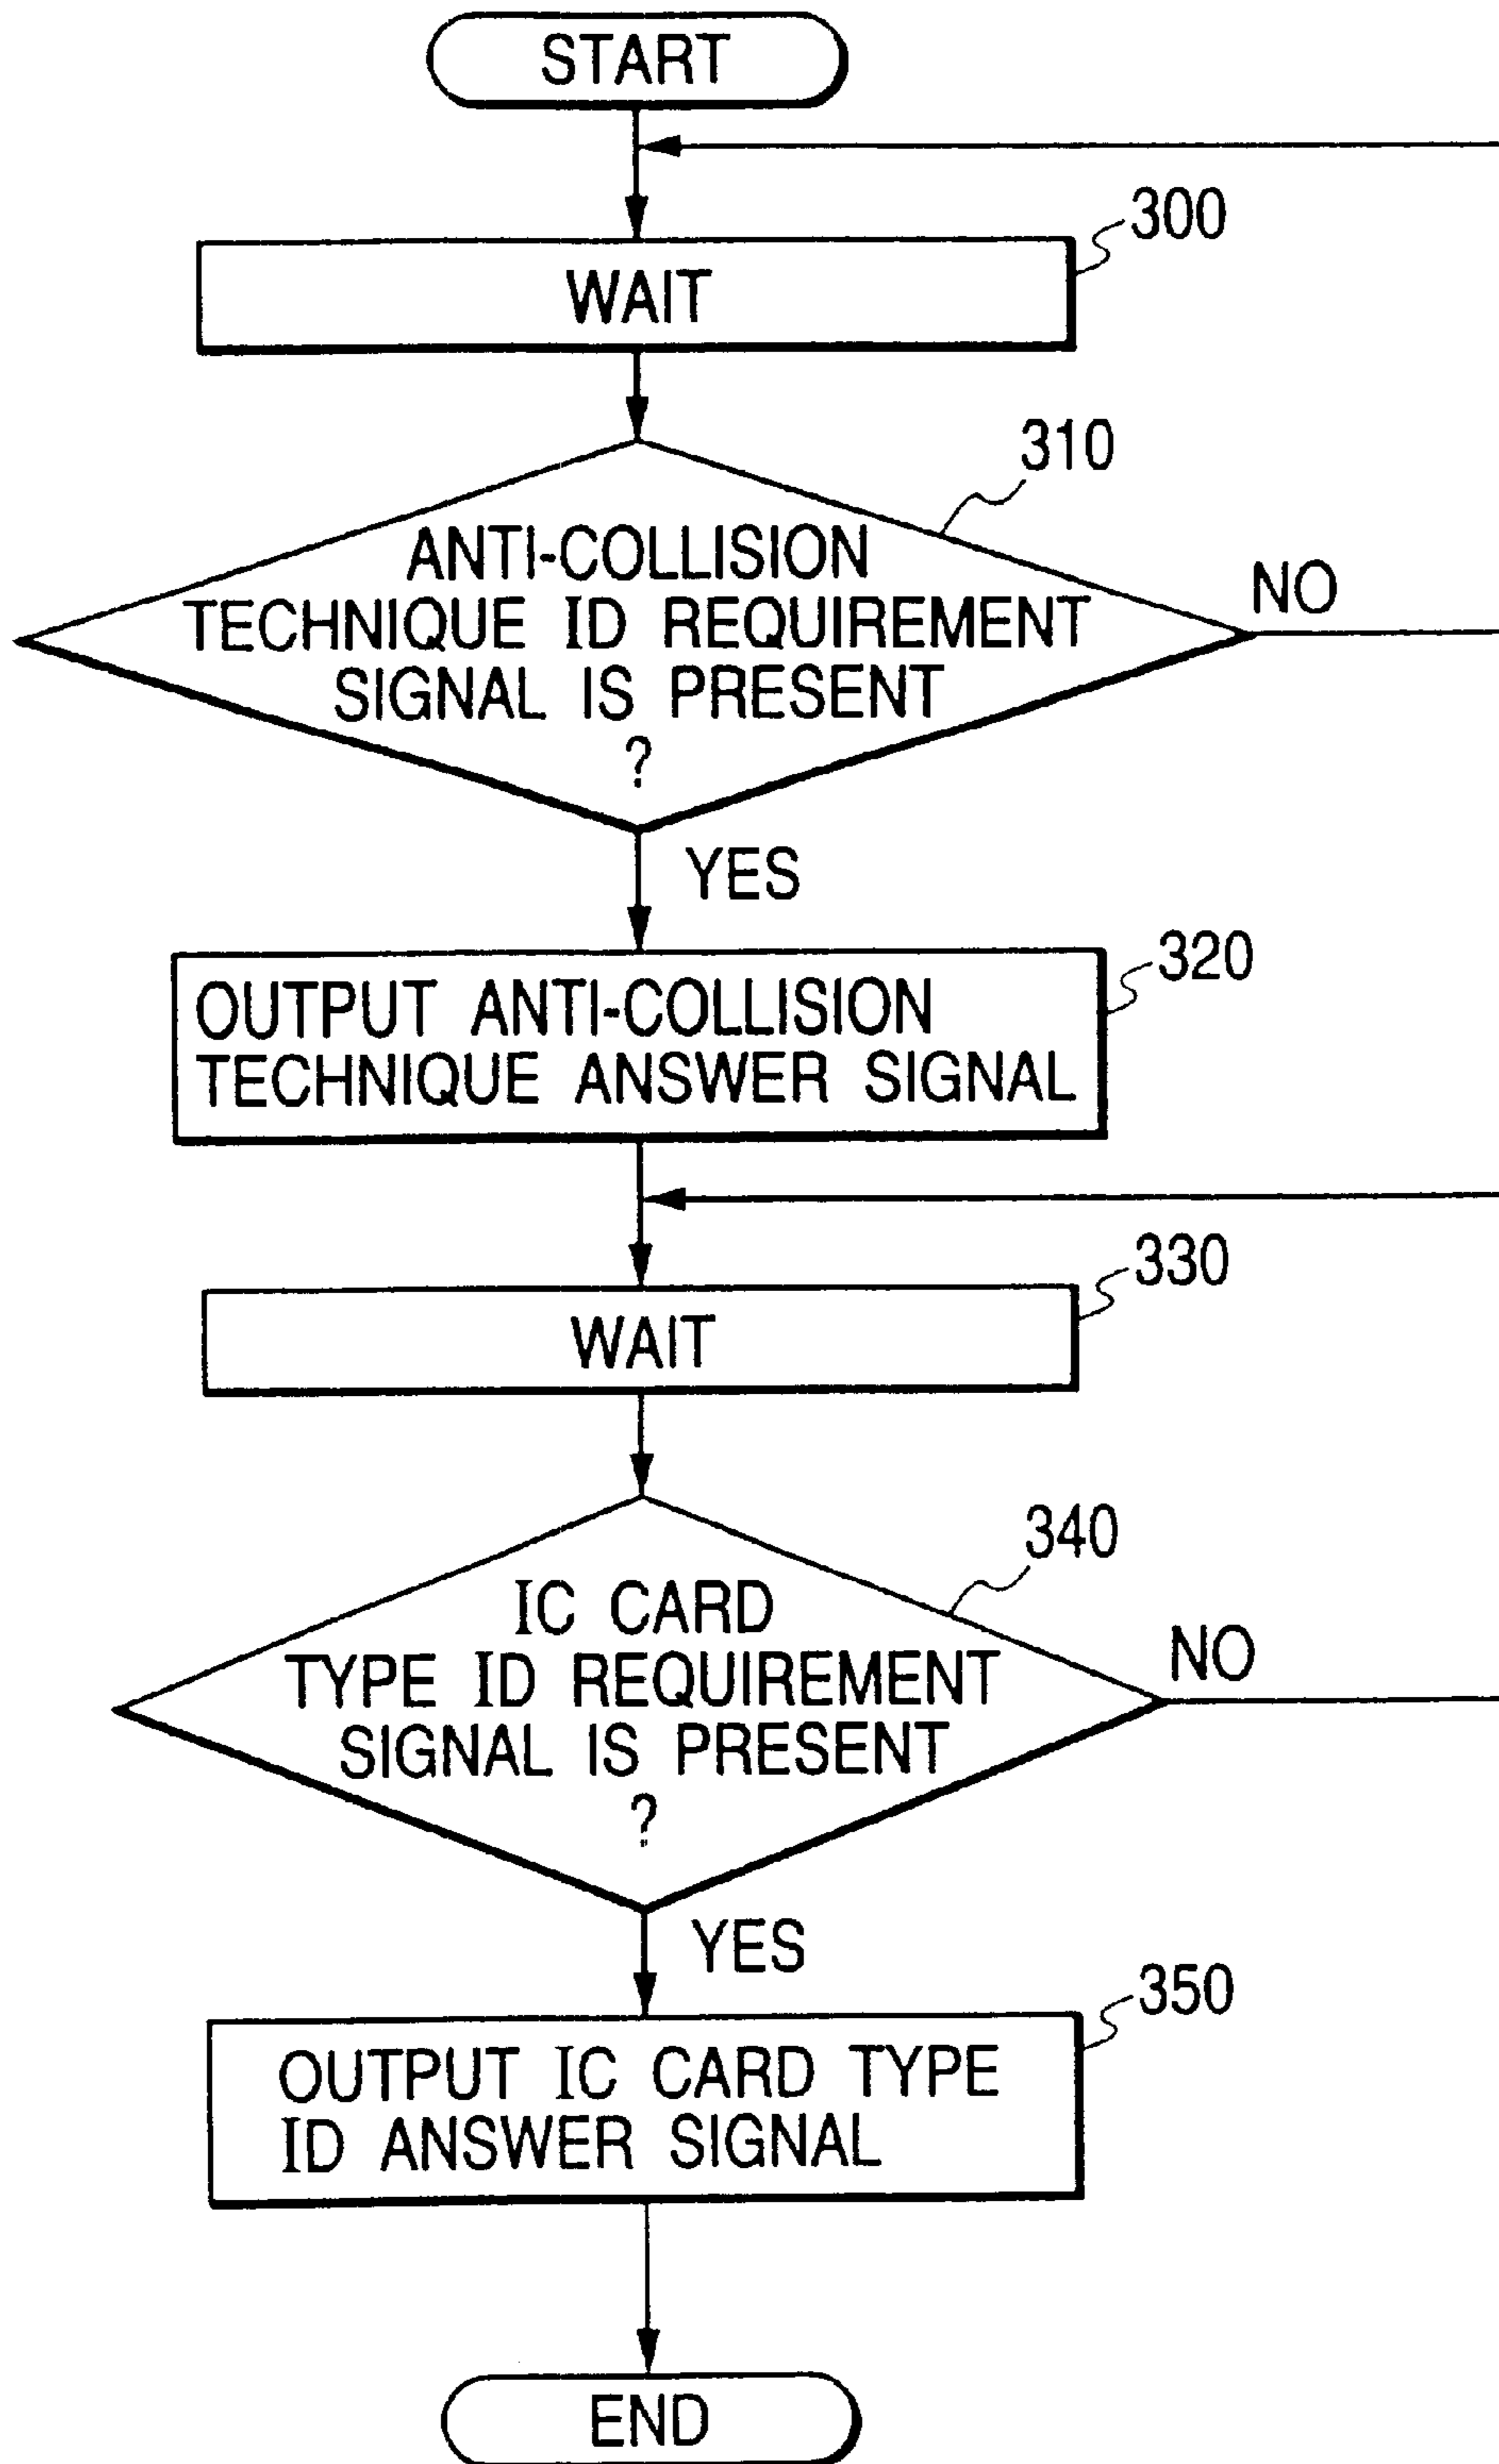 START
300
WAIT
310
ANTI-COLLISION
TECHNIQUE ID REQUIREMENT
SIGNAL IS PRESENT
?
NO
YES
320
OUTPUT ANTI-COLLISION
TECHNIQUE ANSWER SIGNAL
330
WAIT
340
IC CARD
TYPE ID REQUIREMENT
SIGNAL IS PRESENT
?
NO
YES
350
OUTPUT IC CARD TYPE
ID ANSWER SIGNAL
END